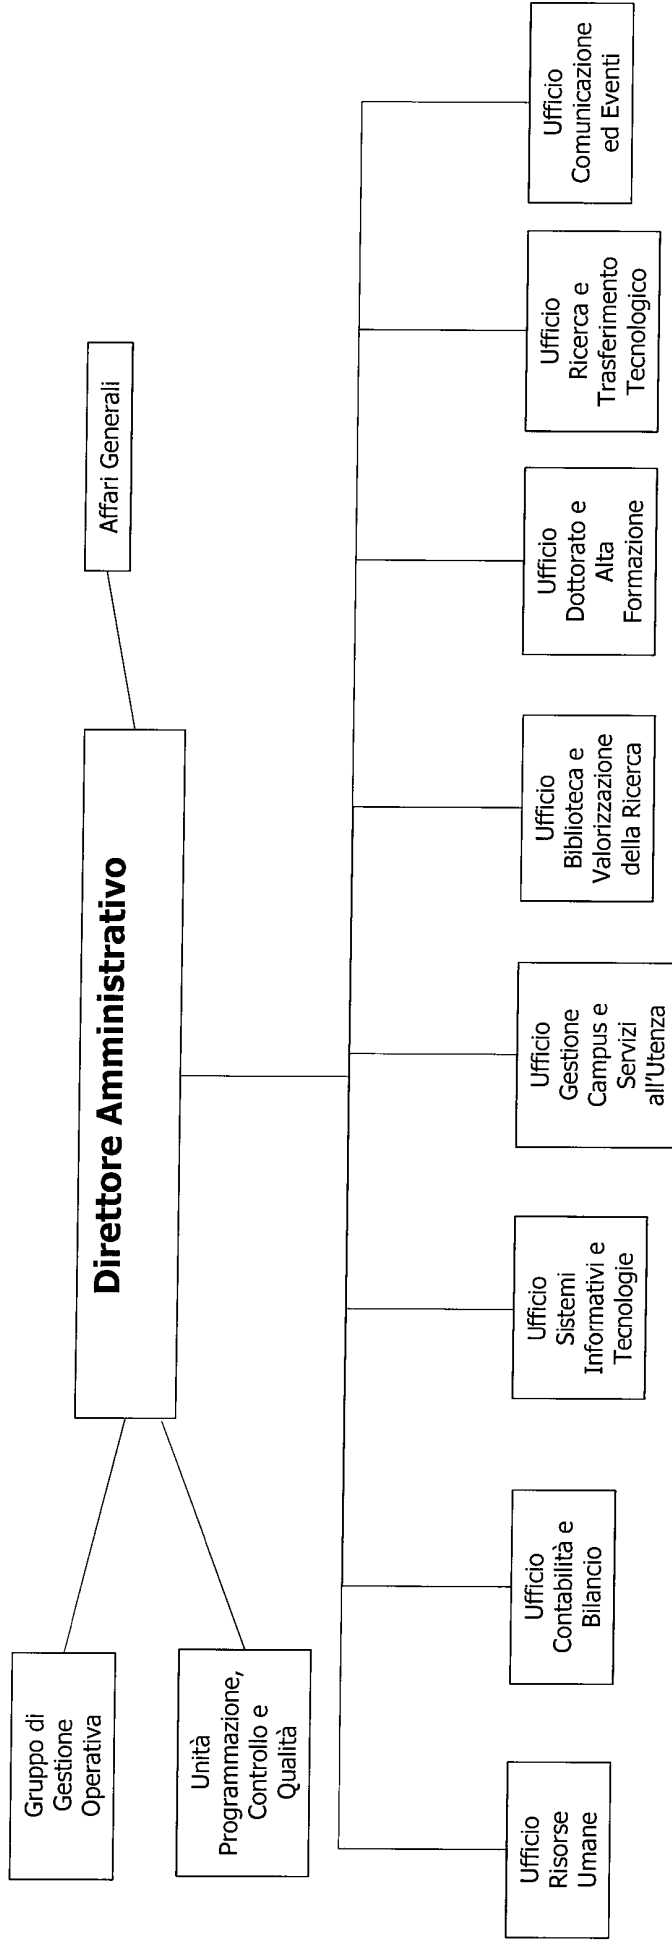 Gruppo di
Gestione
Operativa
Unità
Programmazione,
Controllo e
Qualità
Direttore Amministrativo
Affari Generali
Ufficio
Risorse
Umane
Ufficio
Contabilità e
Bilancio
Ufficio
Sistemi
Informativi e
Tecnologie
Ufficio
Gestione
Campus e
Servizi
all'Utenza
Ufficio
Biblioteca e
Valorizzazione
della Ricerca
Ufficio
Dottorato e
Alta
Formazione
Ufficio
Ricerca e
Trasferimento
Tecnologico
Ufficio
Comunicazione
ed Eventi